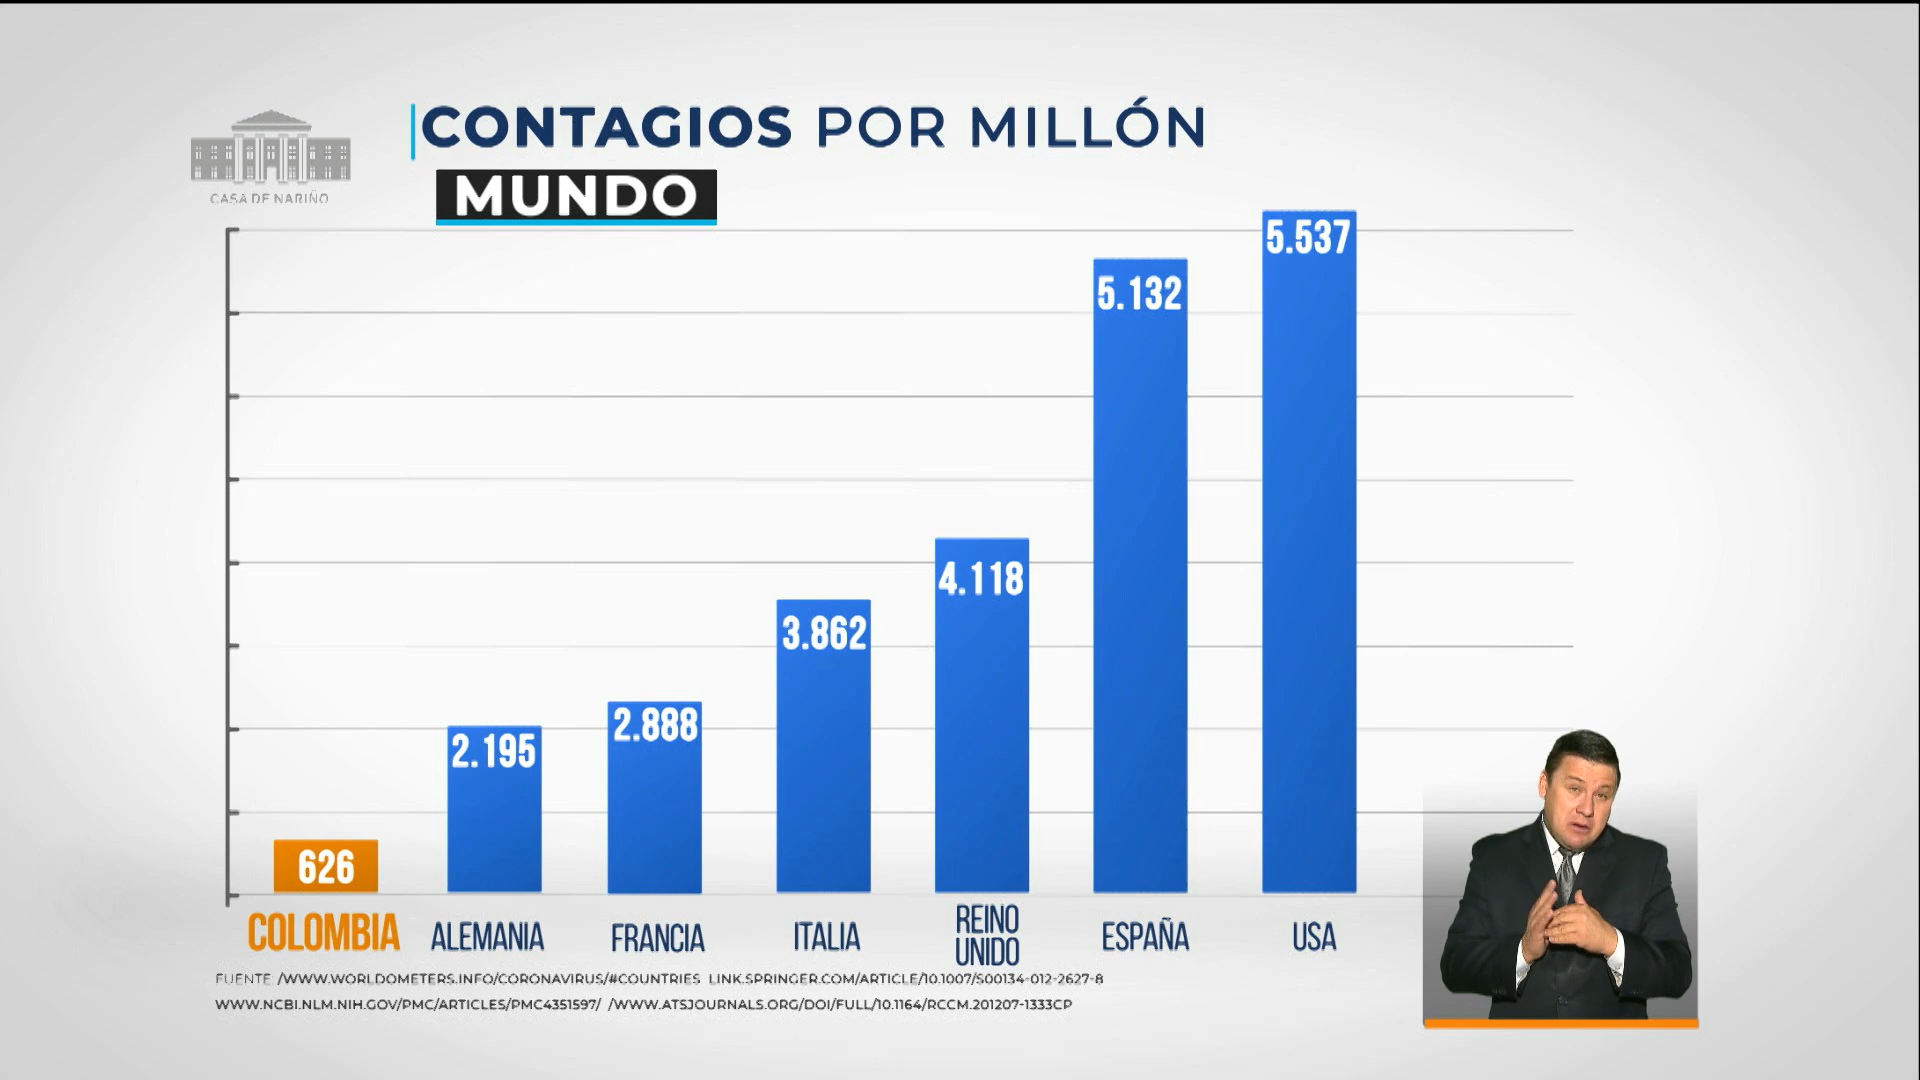 CONTAGIOS POR MILLÓN
MUNDO
CASA DE NARIÑO
5.537
5.132
4.118
3.862
2.888
2.195
626
COLOMBIA
ALEMANIA
FRANCIA
ITALIA
REINO
UNIDO
ESPAÑA
USA
FUENTE: /WWW.WORLDOMETERS.INFO/CORONAVIRUS/#COUNTRIES LINK.SPRINGER.COM/ARTICLE/10.1007/S00134-012-2627-8
WWW.NCBI.NLM.NIH.GOV/PMC/ARTICLES/PMC4351597/ /WWW.ATSJOURNALS.ORG/DOI/FULL/10.1164/RCCM.201207-1333CP